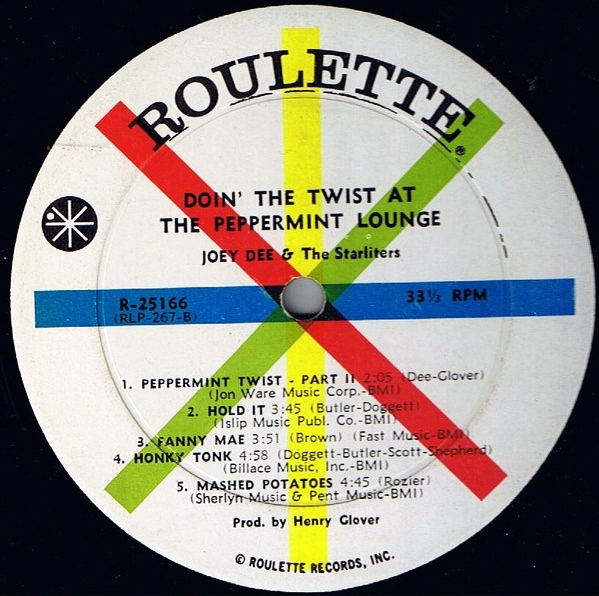 ROULETTE®
DOIN' THE TWIST AT
THE PEPPERMINT LOUNGE
JOEY DEE & The Starliters
R-25166
(RLP-267-B)
33⅓ RPM
1. PEPPERMINT TWIST - PART II 2:05 (Dee-Glover)
(Jon Ware Music Corp.-BMI)
2. HOLD IT 3:45 (Butler-Doggett)
(Islip Music Publ. Co.-BMI)
3. FANNY MAE 3:51 (Brown) (Fast Music-BMI)
4. HONKY TONK 4:58 (Doggett-Butler-Scott-Shepherd)
(Billace Music, Inc.-BMI)
5. MASHED POTATOES 4:45 (Rozier)
(Sherlyn Music & Pent Music-BMI)
Prod. by Henry Glover
© ROULETTE RECORDS, INC.